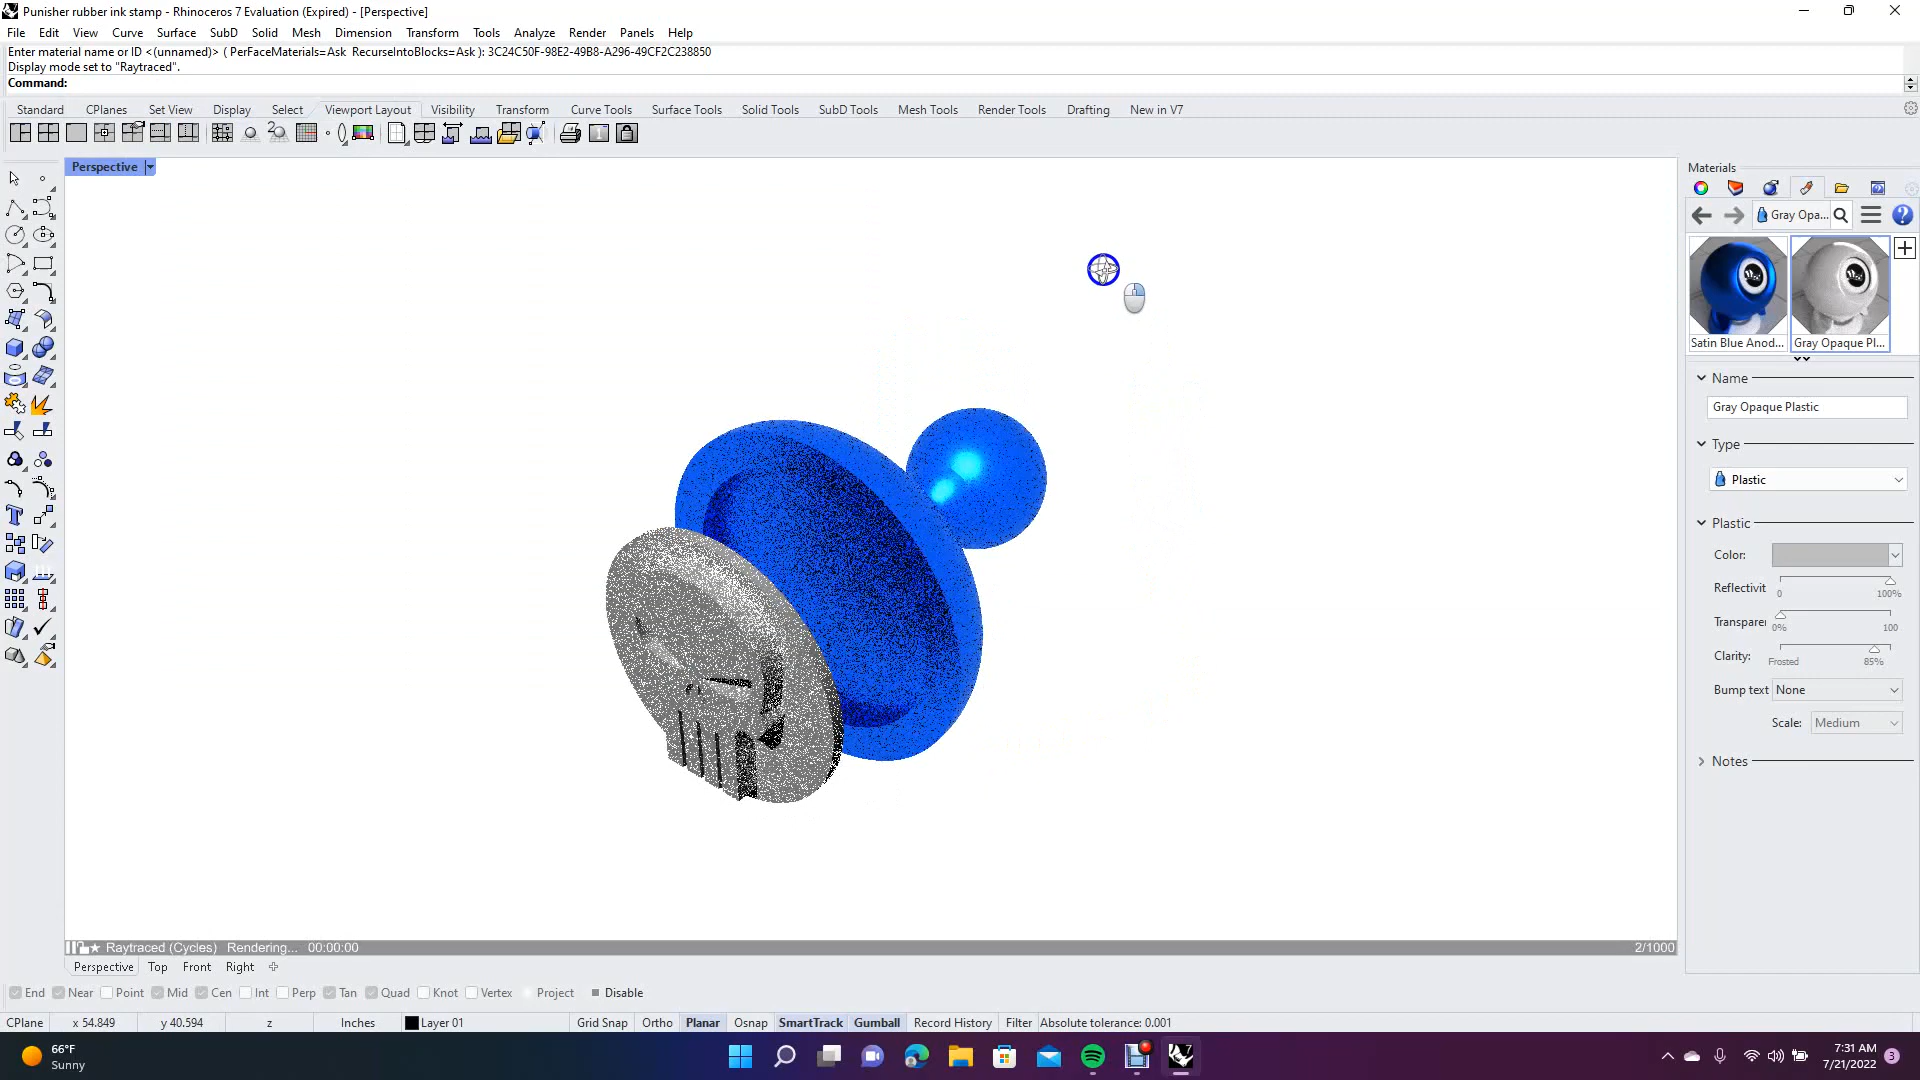 Punisher rubber ink stamp - Rhinoceros 7 Evaluation (Expired) - [Perspective]
File Edit View Curve Surface SubD Solid Mesh Dimension Transform Tools Analyze Render Panels Help
Enter material name or ID <(unnamed)> ( PerFaceMaterials=Ask RecurseIntoBlocks=Ask ): 3C24C50F-98E2-49B8-A296-49CF2C238850
Display mode set to "Raytraced".
Command:
Standard CPlanes Set View Display Select Viewport Layout Visibility Transform Curve Tools Surface Tools Solid Tools SubD Tools Mesh Tools Render Tools Drafting New in V7
Perspective
Materials
Gray Opa...
Satin Blue Anod... Gray Opaque Pl...
Name
Gray Opaque Plastic
Type
Plastic
Plastic
Color:
Reflectivit 0 100%
Transparei 0% 100
Clarity: Frosted 85%
Bump text None
Scale: Medium
Notes
Raytraced (Cycles) Rendering... 00:00:00 2/1000
Perspective Top Front Right
End Near Point Mid Cen Int Perp Tan Quad Knot Vertex Project Disable
CPlane x 54.849 y 40.594 z Inches Layer 01 Grid Snap Ortho Planar Osnap SmartTrack Gumball Record History Filter Absolute tolerance: 0.001
66°F
Sunny
7:31 AM
7/21/2022
3